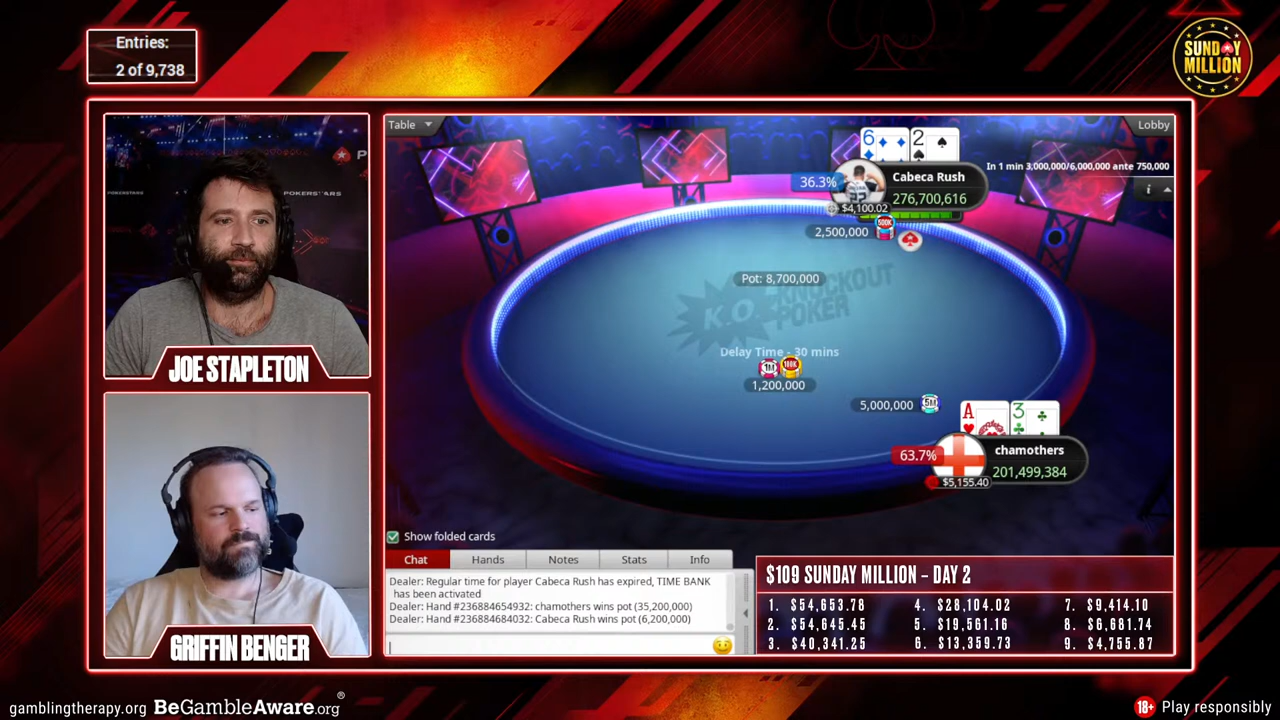 Entries:
2 of 9,738
SUNDAY
MILLION
P
POKERSTARS
JOE STAPLETON
GRIFFIN BENGER
Table
Lobby
In 1 min 3,000,000/6,000,000 ante 750,000
i
6
2
36.3%
Cabeca Rush
276,700,616
$4,100.02
500K
2,500,000
Pot: 8,700,000
K.O. KNOCKOUT
POKER
Delay Time - 30 mins
1M
100K
1,200,000
5,000,000
5M
A
3
63.7%
chamothers
201,499,384
$5,155.40
Show folded cards
Chat
Hands
Notes
Stats
Info
Dealer: Regular time for player Cabeca Rush has expired, TIME BANK
has been activated
Dealer: Hand #236884654932: chamothers wins pot (35,200,000)
Dealer: Hand #236884684032: Cabeca Rush wins pot (6,200,000)
$109 SUNDAY MILLION - DAY 2
1. $54,653.78 4. $28,104.02 7. $9,414.10
2. $54,645.45 5. $19,561.16 8. $6,681.74
3. $40,341.25 6. $13,359.73 9. $4,755.87
gamblingtherapy.org BeGambleAware.org®
18+ Play responsibly